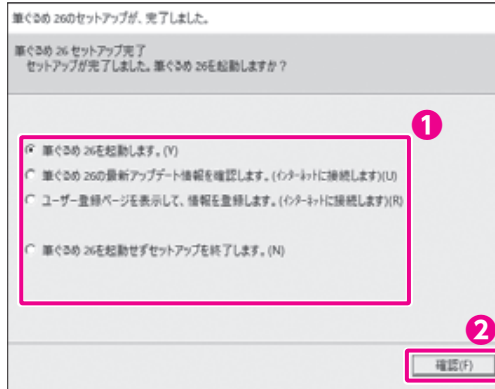 筆ぐるめ 26のセットアップが、完了しました。
筆ぐるめ 26 セットアップ完了
セットアップが完了しました。筆ぐるめ 26を起動しますか？
1
筆ぐるめ 26を起動します。(Y)
筆ぐるめ 26の最新アップデート情報を確認します。(インターネットに接続します)(U)
ユーザー登録ページを表示して、情報を登録します。(インターネットに接続します)(R)
筆ぐるめ 26を起動せずセットアップを終了します。(N)
2
確認(F)